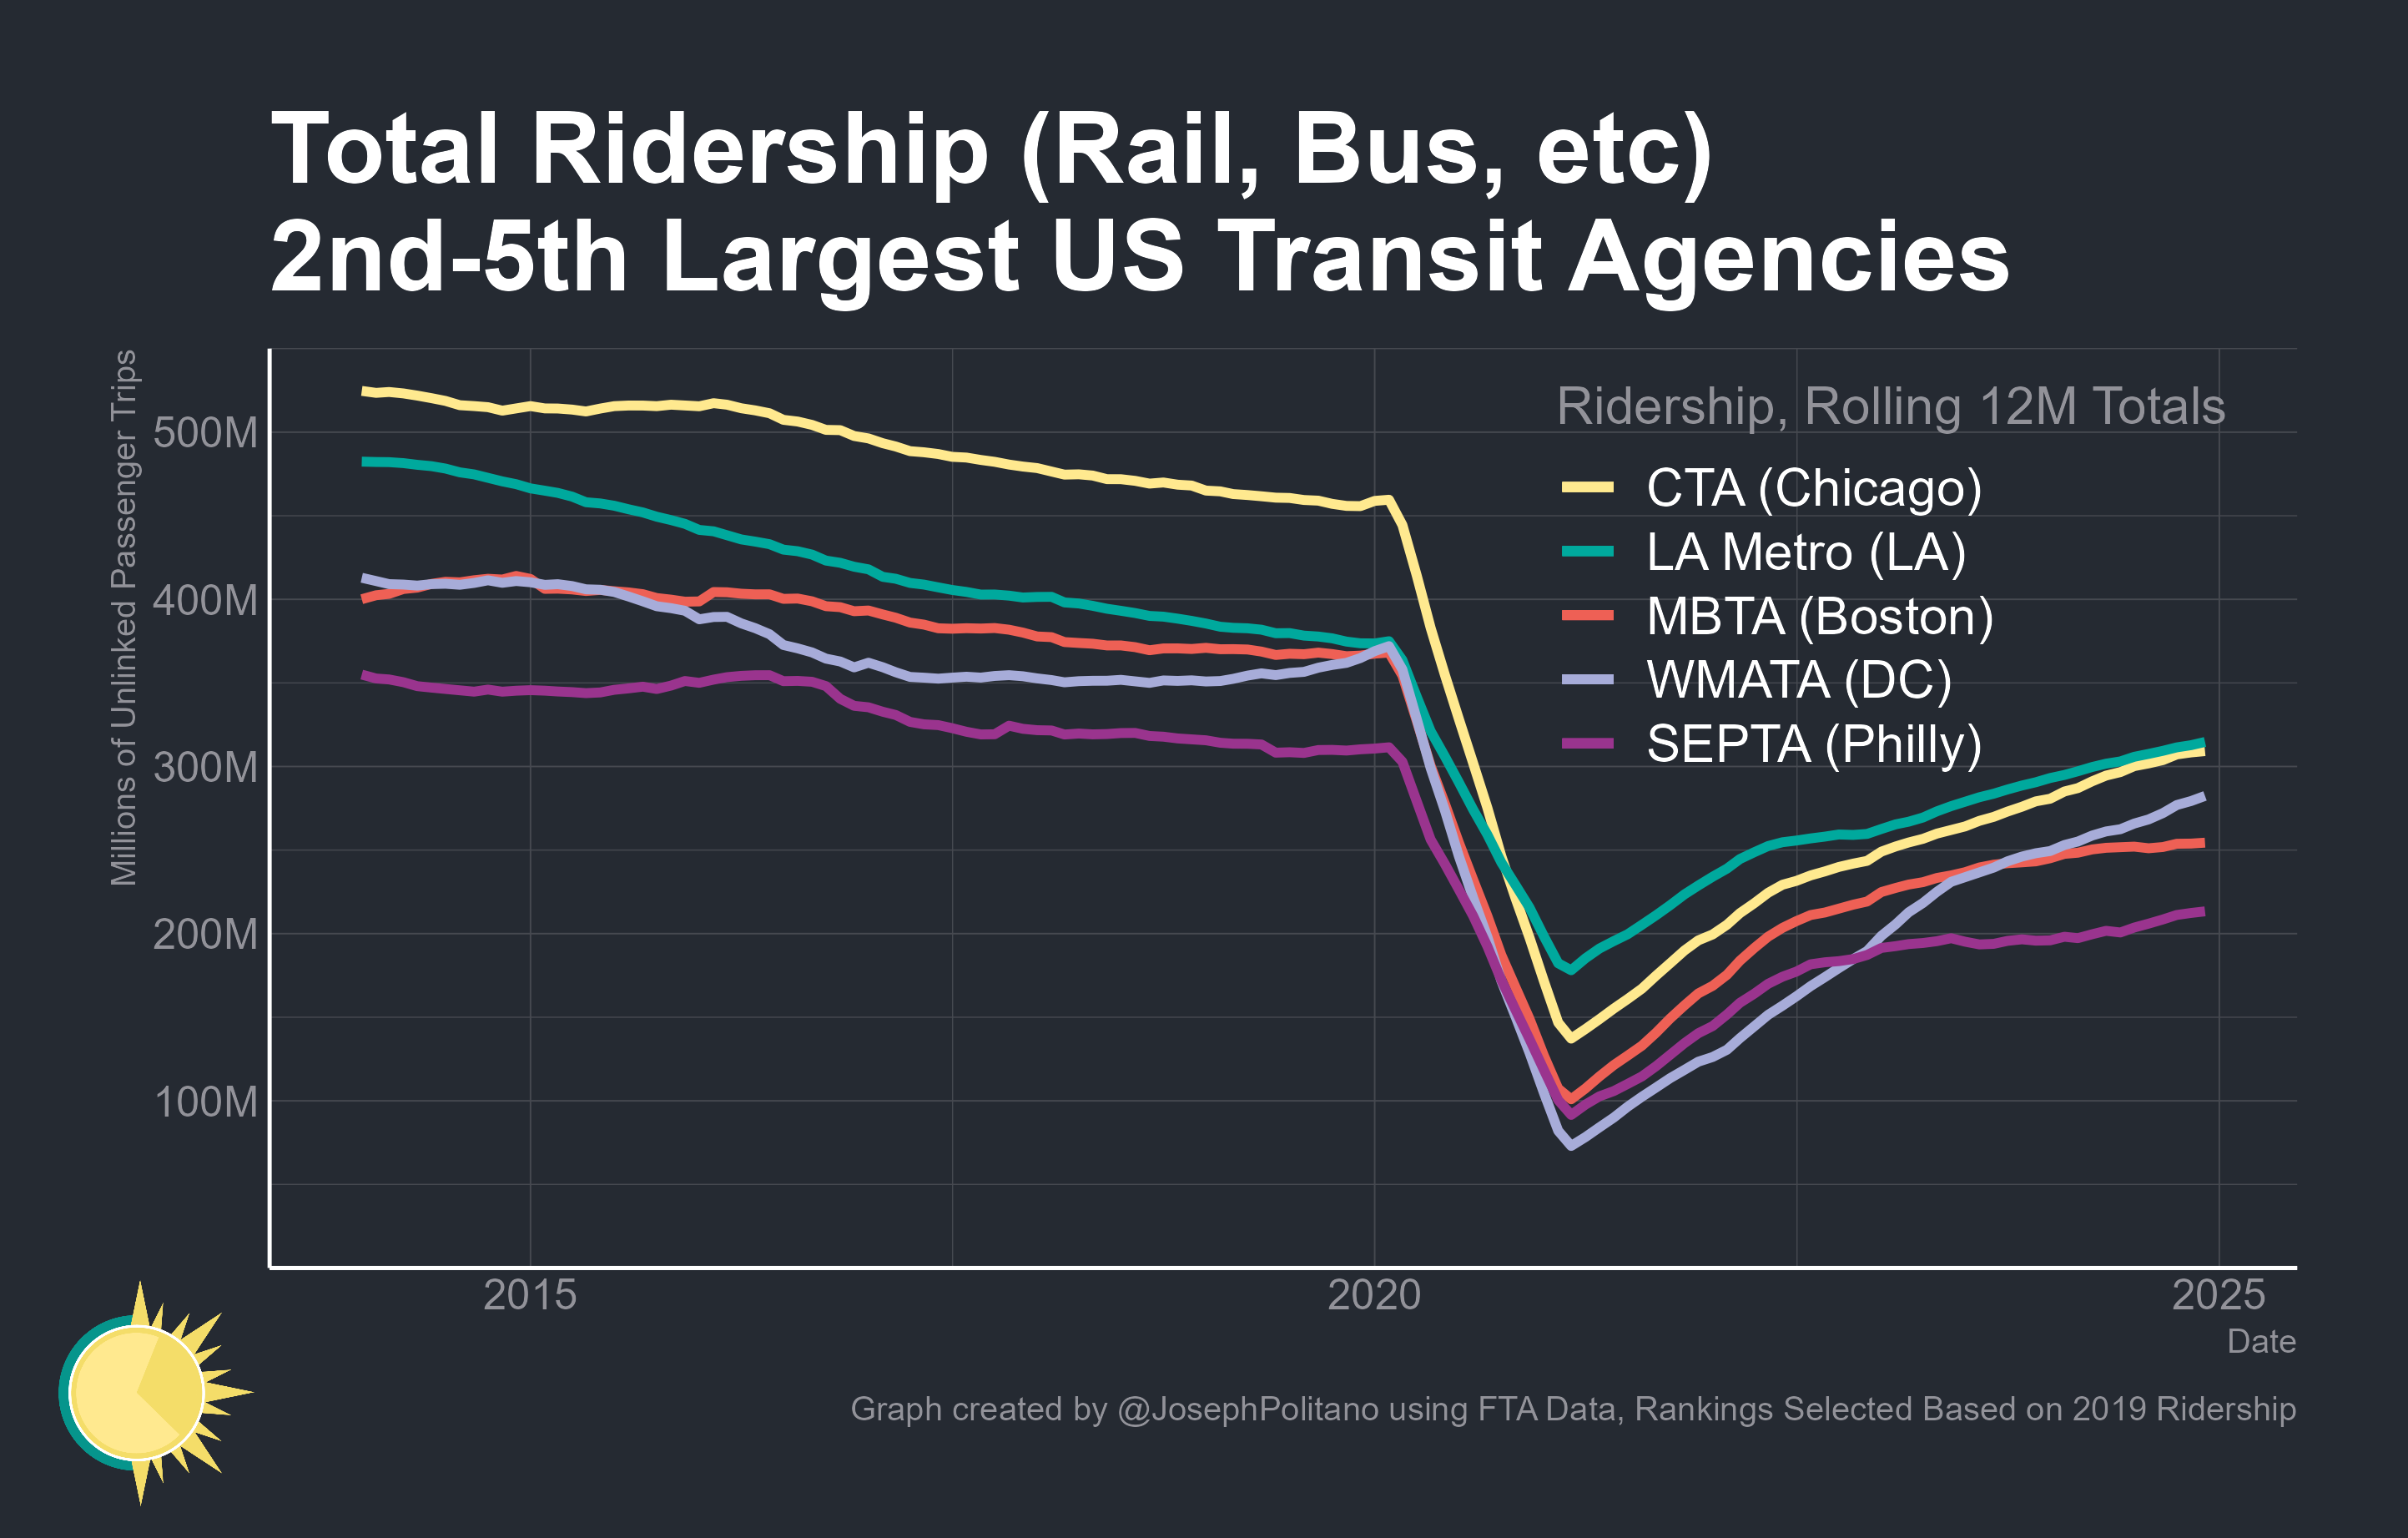 Total Ridership (Rail, Bus, etc)
2nd-5th Largest US Transit Agencies
Millions of Unlinked Passenger Trips
500M
400M
300M
200M
100M
Ridership, Rolling 12M Totals
CTA (Chicago)
LA Metro (LA)
MBTA (Boston)
WMATA (DC)
SEPTA (Philly)
2015
2020
2025
Date
Graph created by @JosephPolitano using FTA Data, Rankings Selected Based on 2019 Ridership